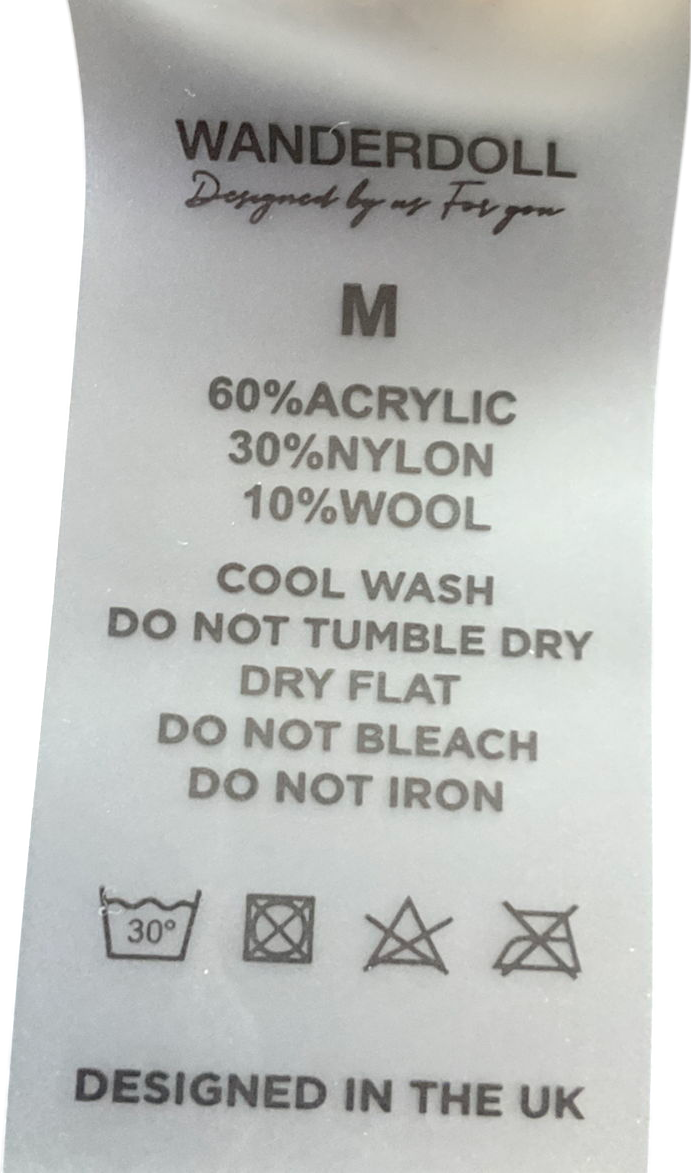 WANDERDOLL
Designed by us For you
M
60%ACRYLIC
30%NYLON
10%WOOL
COOL WASH
DO NOT TUMBLE DRY
DRY FLAT
DO NOT BLEACH
DO NOT IRON
30°
DESIGNED IN THE UK